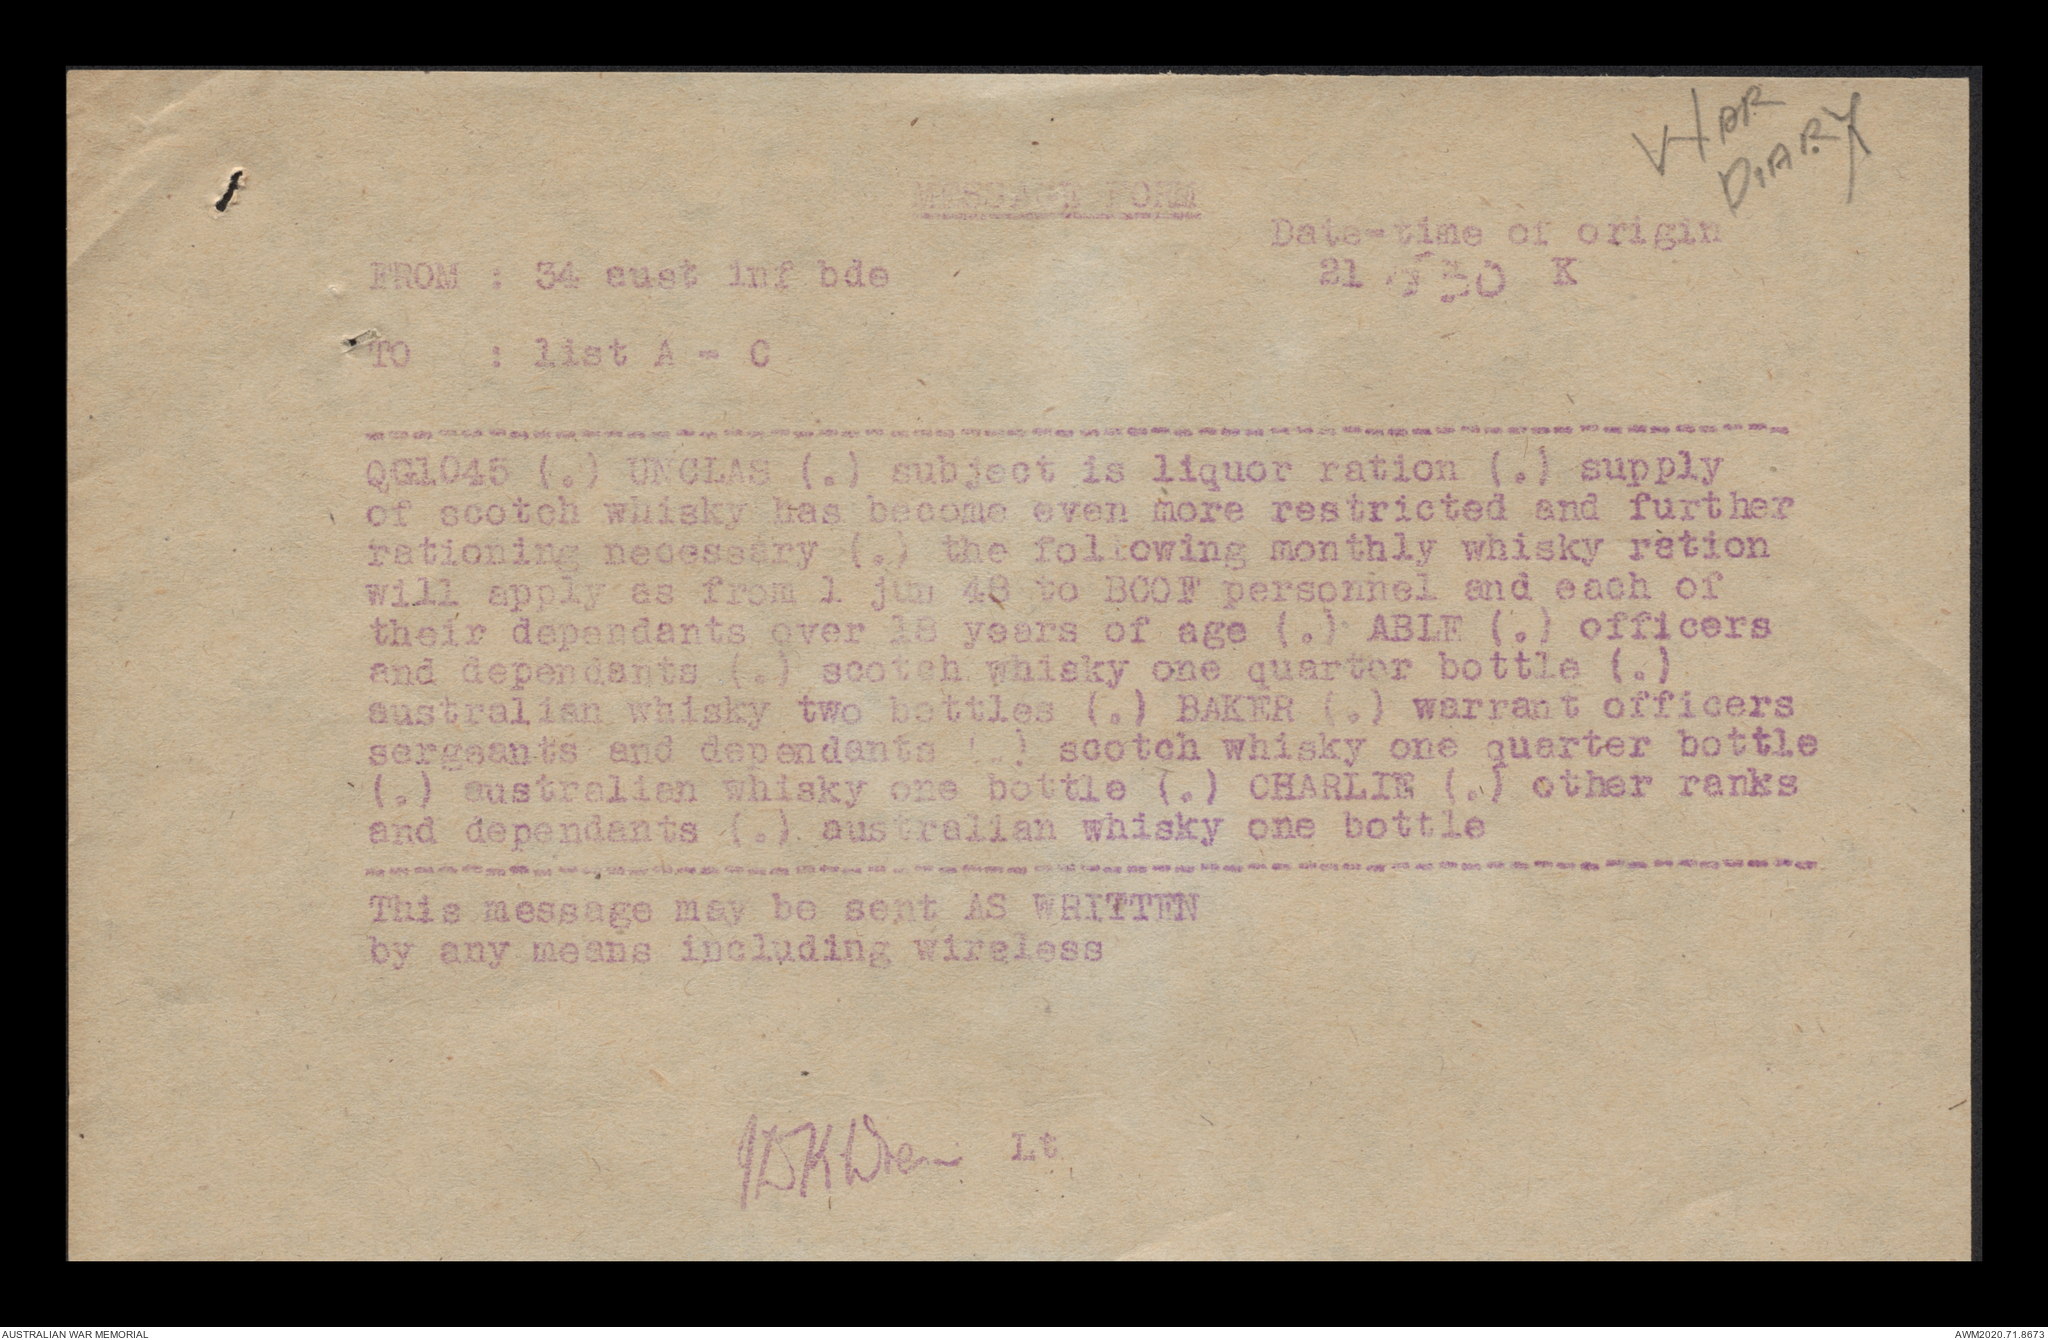 WAR
DIARY
MESSAGE FORM
Date-time of origin
FROM : 34 aust inf bde
21 1530 K
TO : list A - C
QG1045 (.) UNCLAS (.) subject is liquor ration (.) supply
of scotch whisky has become even more restricted and further
rationing necessary (.) the following monthly whisky ration
will apply as from 1 jun 48 to BCOF personnel and each of
their dependants over 18 years of age (.) ABLE (.) officers
and dependants (.) scotch whisky one quarter bottle (.)
australian whisky two bottles (.) BAKER (.) warrant officers
sergeants and dependants (.) scotch whisky one quarter bottle
(.) australian whisky one bottle (.) CHARLIE (.) other ranks
and dependants (.) australian whisky one bottle
This message may be sent AS WRITTEN
by any means including wireless
Lt
AUSTRALIAN WAR MEMORIAL
AWM2020.71.8673